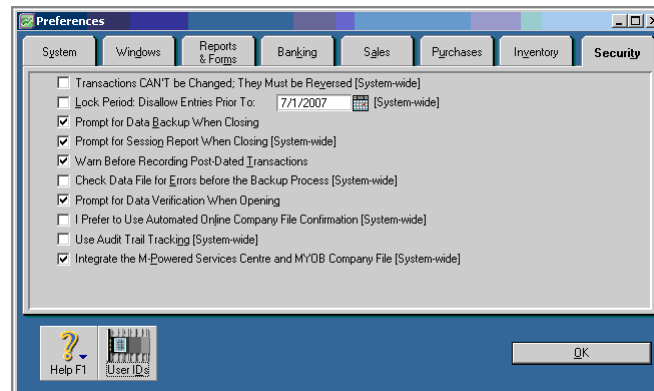 Preferences
System Windows Reports & Forms Banking Sales Purchases Inventory Security
Transactions CAN'T be Changed; They Must be Reversed [System-wide]
Lock Period: Disallow Entries Prior To: 7/1/2007 [System-wide]
Prompt for Data Backup When Closing
Prompt for Session Report When Closing [System-wide]
Warn Before Recording Post-Dated Transactions
Check Data File for Errors before the Backup Process [System-wide]
Prompt for Data Verification When Opening
I Prefer to Use Automated Online Company File Confirmation [System-wide]
Use Audit Trail Tracking [System-wide]
Integrate the M-Powered Services Centre and MYOB Company File [System-wide]
Help F1 User IDs OK